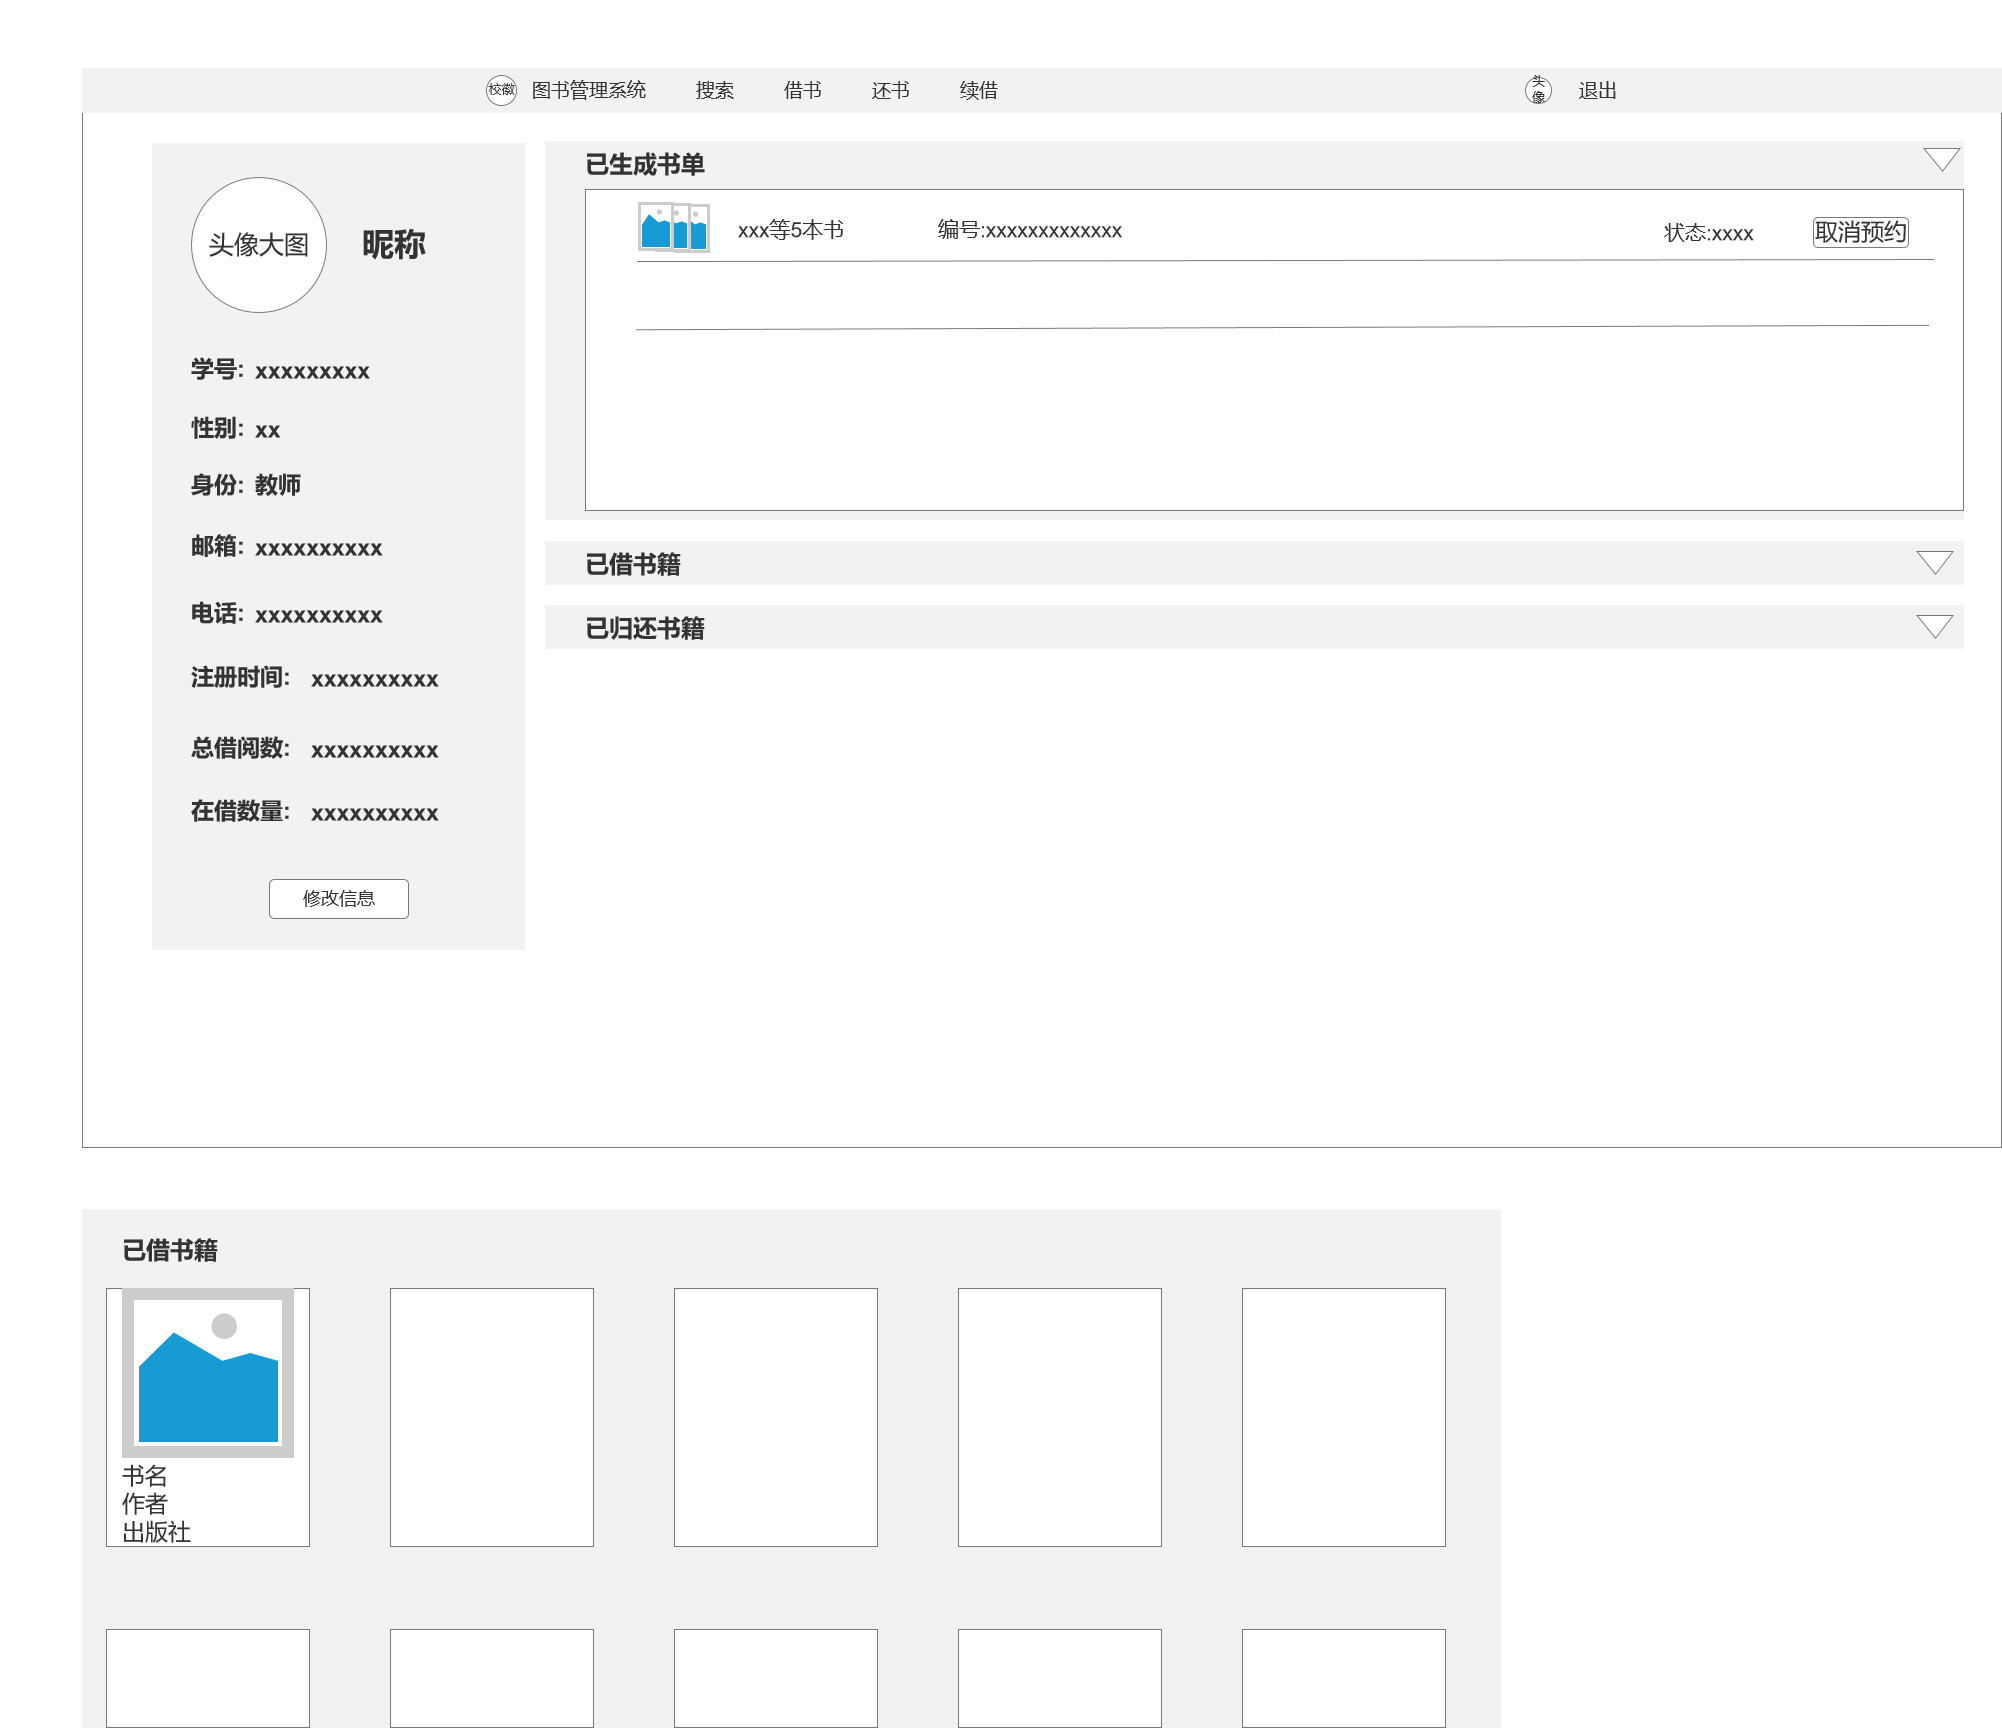 校徽 图书管理系统 搜索 借书 还书 续借 头像 退出
头像大图 昵称
学号: xxxxxxxxx
性别: xx
身份: 教师
邮箱: xxxxxxxxxx
电话: xxxxxxxxxx
注册时间: xxxxxxxxxx
总借阅数: xxxxxxxxxx
在借数量: xxxxxxxxxx
修改信息
已生成书单
xxx等5本书 编号:xxxxxxxxxxxxx 状态:xxxx 取消预约
已借书籍
已归还书籍
已借书籍
书名
作者
出版社